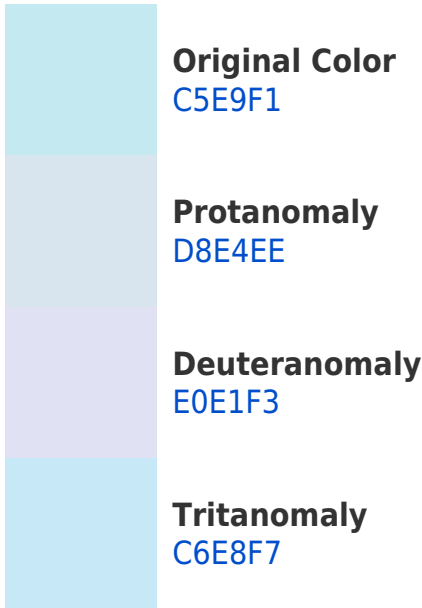 Original Color
C5E9F1
Protanomaly
D8E4EE
Deuteranomaly
E0E1F3
Tritanomaly
C6E8F7